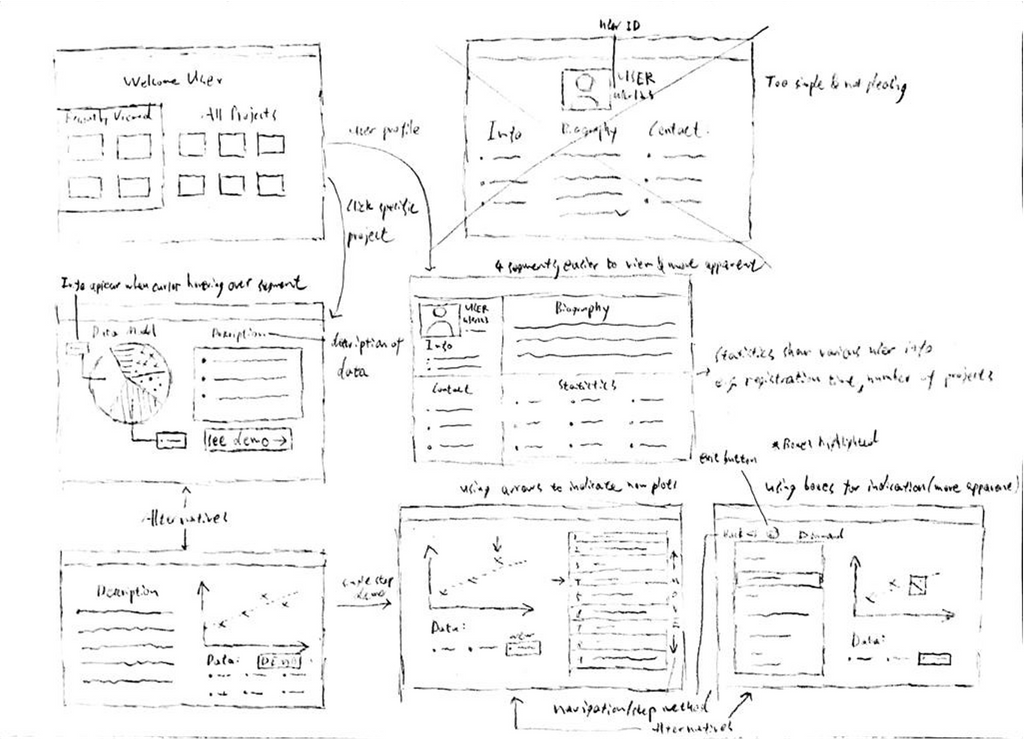 Welcome User
Recently Viewed
All Projects
user profile
Click specific
project
user ID
USER
Info
Biography
Contact
Too simple & not pleasing
Info appear when cursor hovering over segment
Data Model
Description
description of
data
See demo →
Alternatives
4 segments, easier to view & more apparent
USER
Info
Biography
Contact
Statistics
Statistics show various user info
e.g. registration time, number of projects
Description
Data:
DEMO
single step
demo
using arrows to indicate new plots
Data:
new
exit button
*Boxes highlighted
using boxes for indication (more apparent)
Back
Data:
Navigation/step method
Alternatives